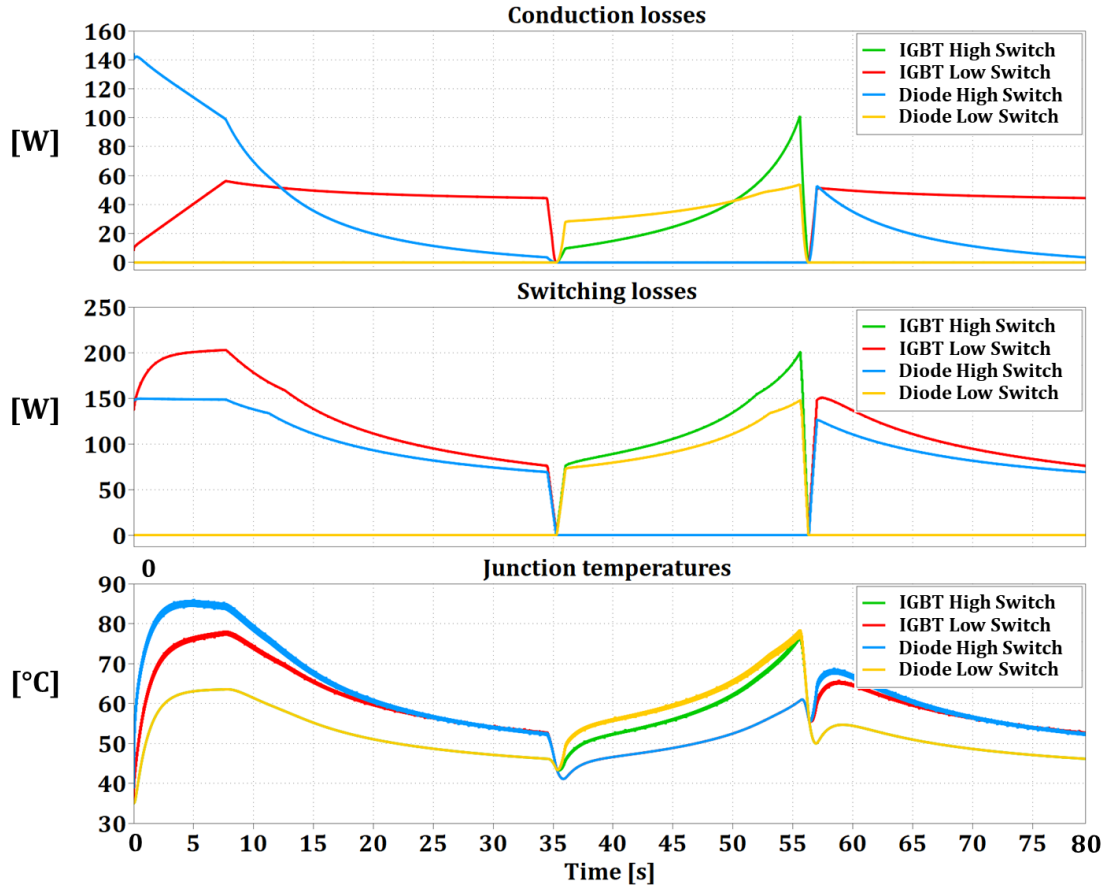 Conduction losses
160
140
120
100
80
60
40
20
0
[W]
IGBT High Switch
IGBT Low Switch
Diode High Switch
Diode Low Switch
Switching losses
250
200
150
100
50
0
[W]
IGBT High Switch
IGBT Low Switch
Diode High Switch
Diode Low Switch
0
Junction temperatures
90
80
70
60
50
40
30
[°C]
IGBT High Switch
IGBT Low Switch
Diode High Switch
Diode Low Switch
0 5 10 15 20 25 30 35 40 45 50 55 60 65 70 75 80
Time [s]